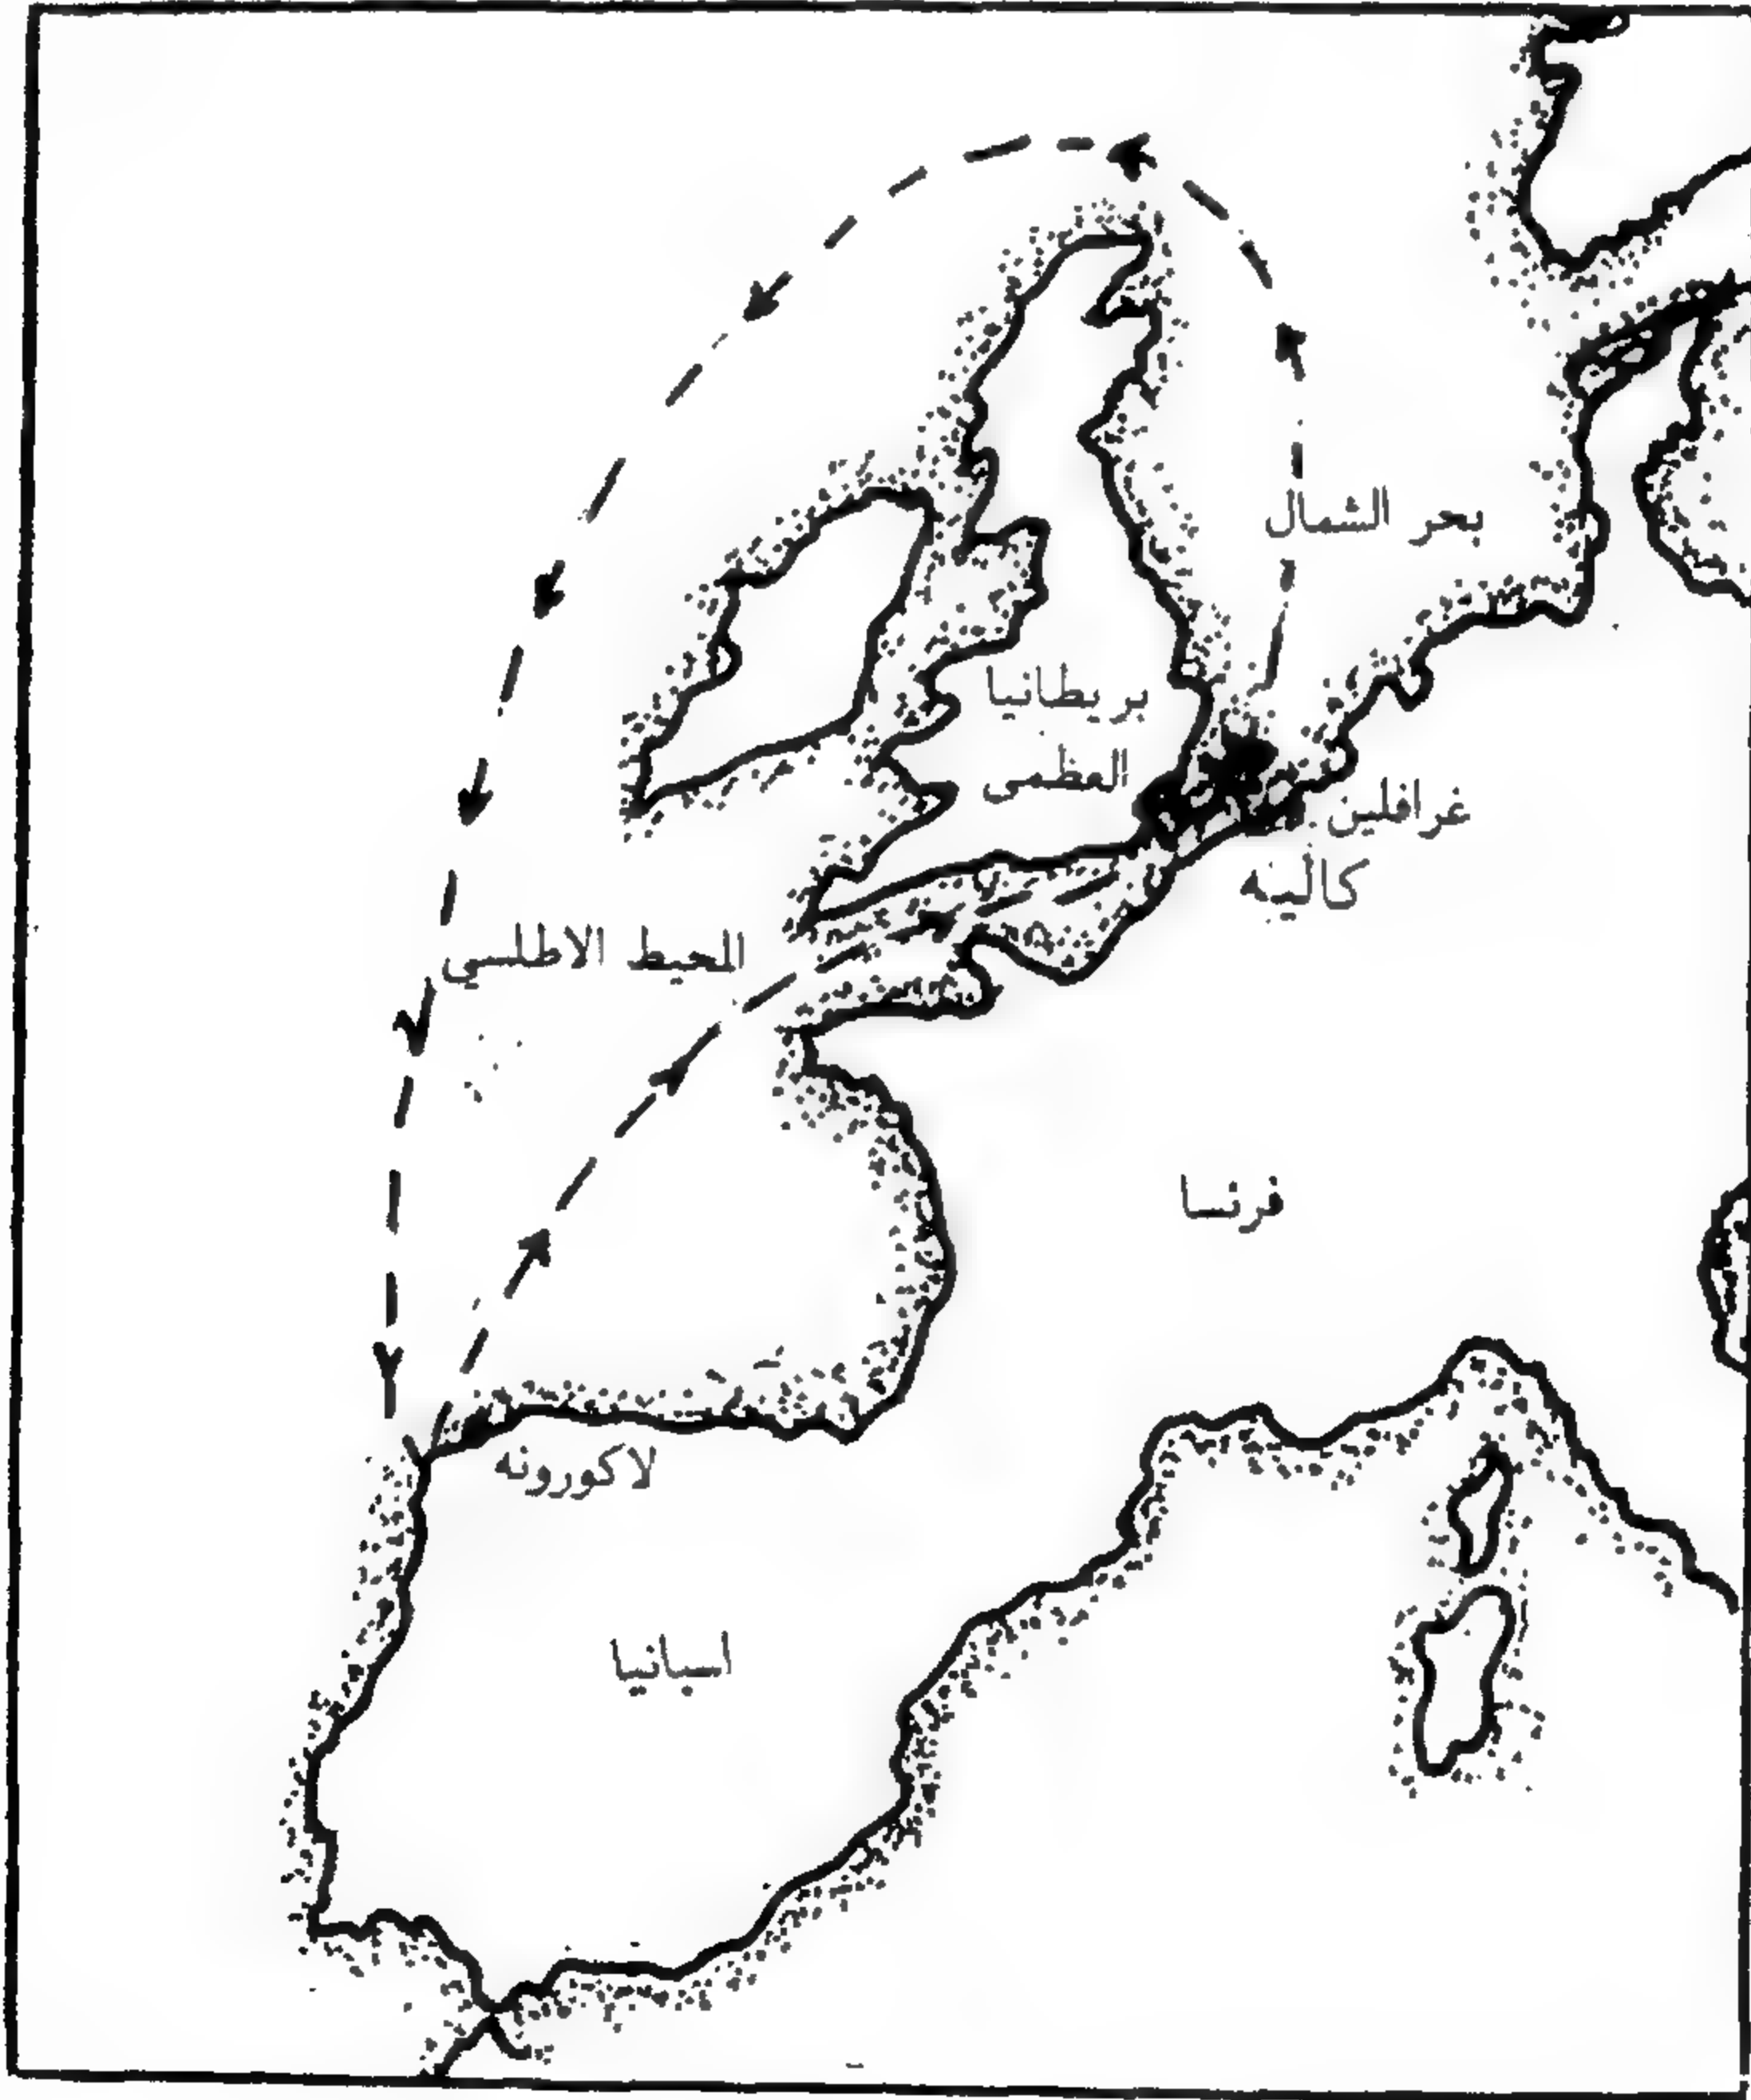 بحر الشمال
بريطانيا
العظمى
غرافلين
كاليه
المحيط الاطلسي
فرنسا
لاكورونه
اسبانيا